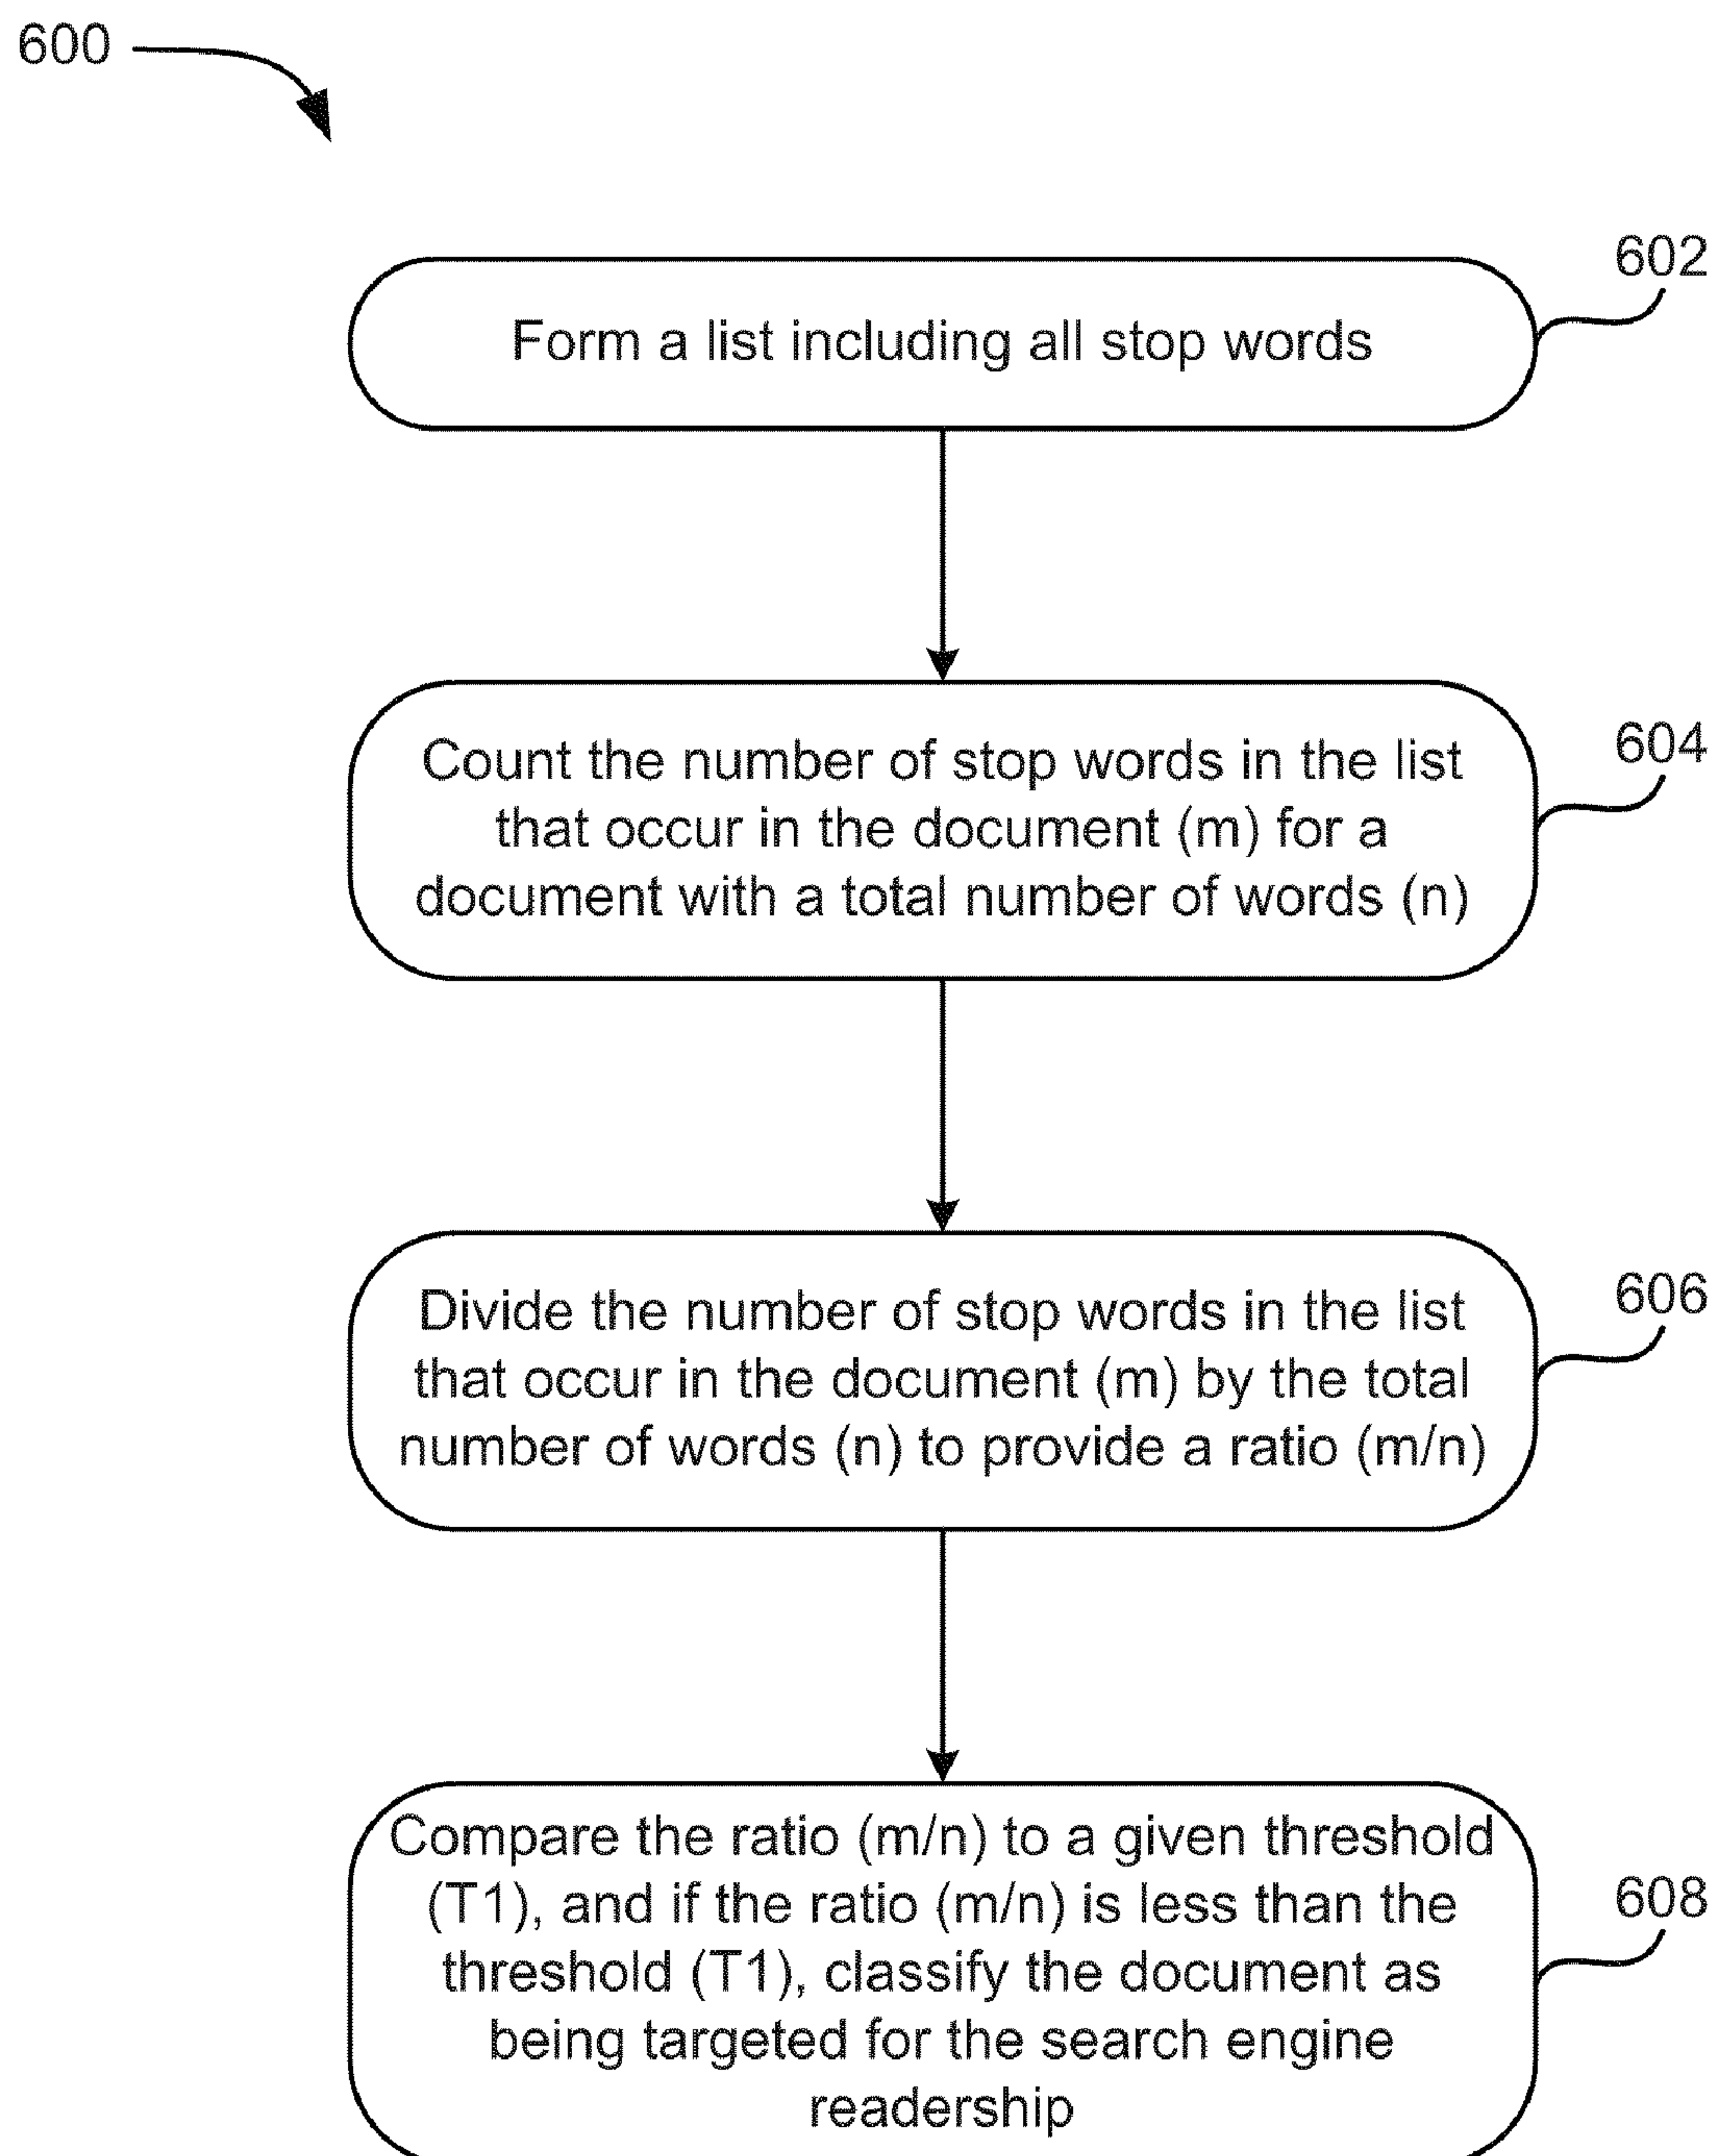 600
602
Form a list including all stop words
604
Count the number of stop words in the list
that occur in the document (m) for a
document with a total number of words (n)
606
Divide the number of stop words in the list
that occur in the document (m) by the total
number of words (n) to provide a ratio (m/n)
608
Compare the ratio (m/n) to a given threshold
(T1), and if the ratio (m/n) is less than the
threshold (T1), classify the document as
being targeted for the search engine
readership